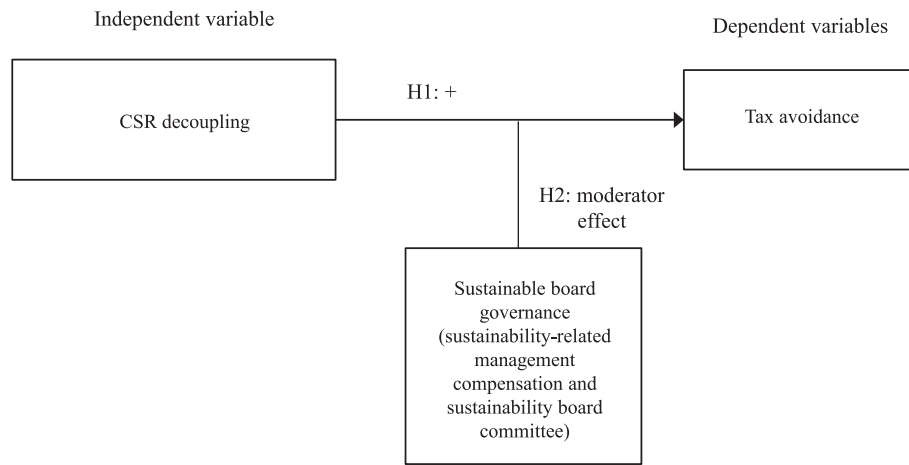 Independent variable
Dependent variables
H1: +
CSR decoupling
Tax avoidance
H2: moderator
effect
Sustainable board
governance
(sustainability-related
management
compensation and
sustainability board
committee)